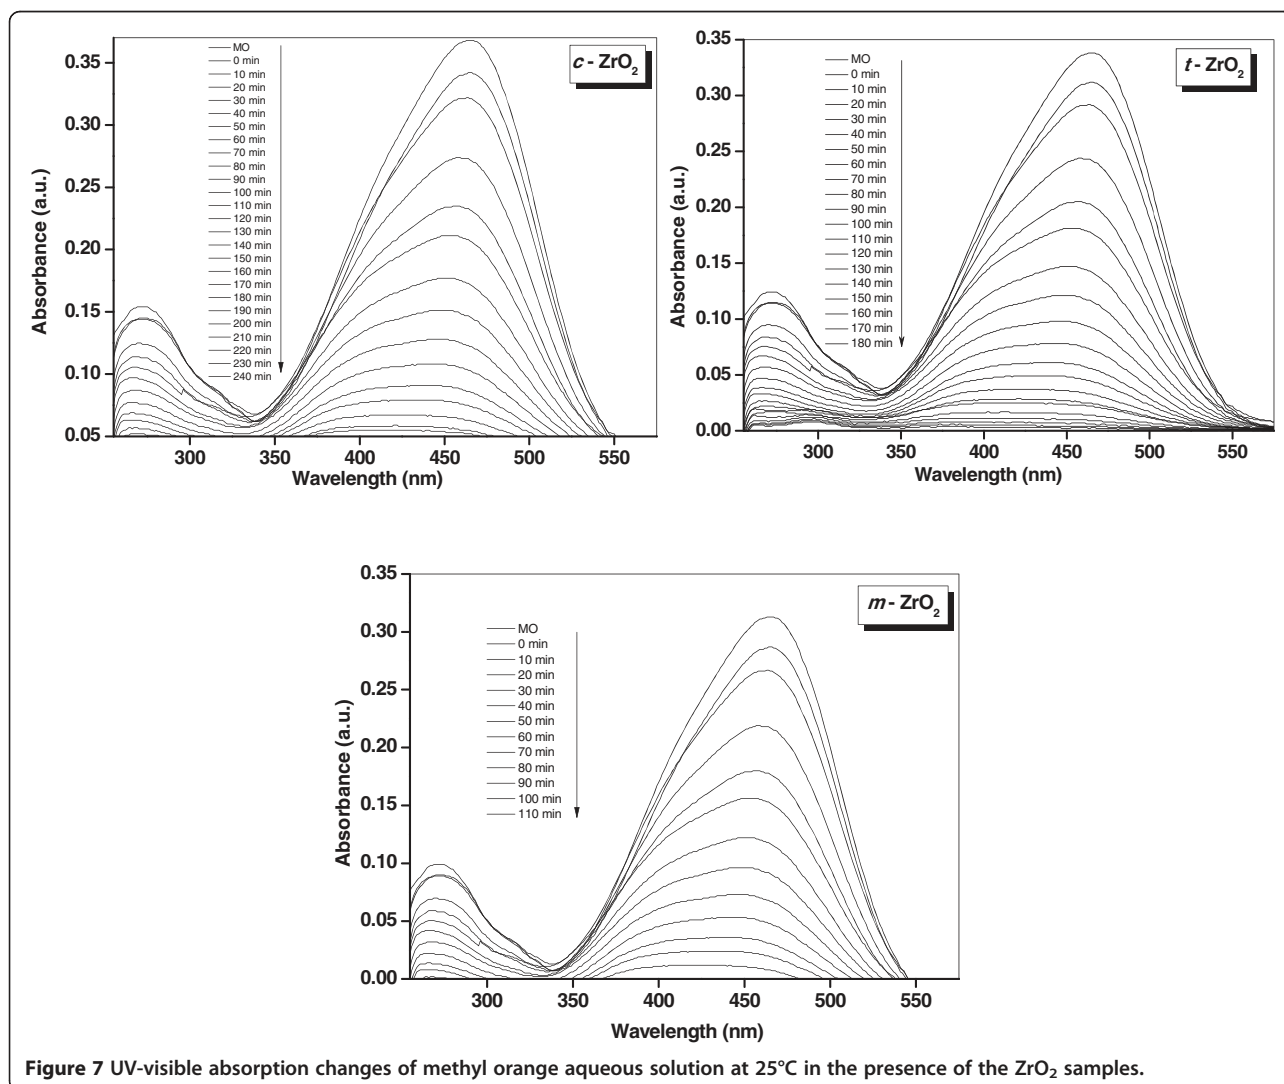 c - ZrO2
MO
0 min
10 min
20 min
30 min
40 min
50 min
60 min
70 min
80 min
90 min
100 min
110 min
120 min
130 min
140 min
150 min
160 min
170 min
180 min
190 min
200 min
210 min
220 min
230 min
240 min
0.35
0.30
0.25
0.20
0.15
0.10
0.05
Absorbance (a.u.)
300 350 400 450 500 550
Wavelength (nm)
t - ZrO2
MO
0 min
10 min
20 min
30 min
40 min
50 min
60 min
70 min
80 min
90 min
100 min
110 min
120 min
130 min
140 min
150 min
160 min
170 min
180 min
0.35
0.30
0.25
0.20
0.15
0.10
0.05
0.00
Absorbance (a.u.)
300 350 400 450 500 550
Wavelength (nm)
m - ZrO2
MO
0 min
10 min
20 min
30 min
40 min
50 min
60 min
70 min
80 min
90 min
100 min
110 min
0.35
0.30
0.25
0.20
0.15
0.10
0.05
0.00
Absorbance (a.u.)
300 350 400 450 500 550
Wavelength (nm)
Figure 7 UV-visible absorption changes of methyl orange aqueous solution at 25°C in the presence of the ZrO2 samples.